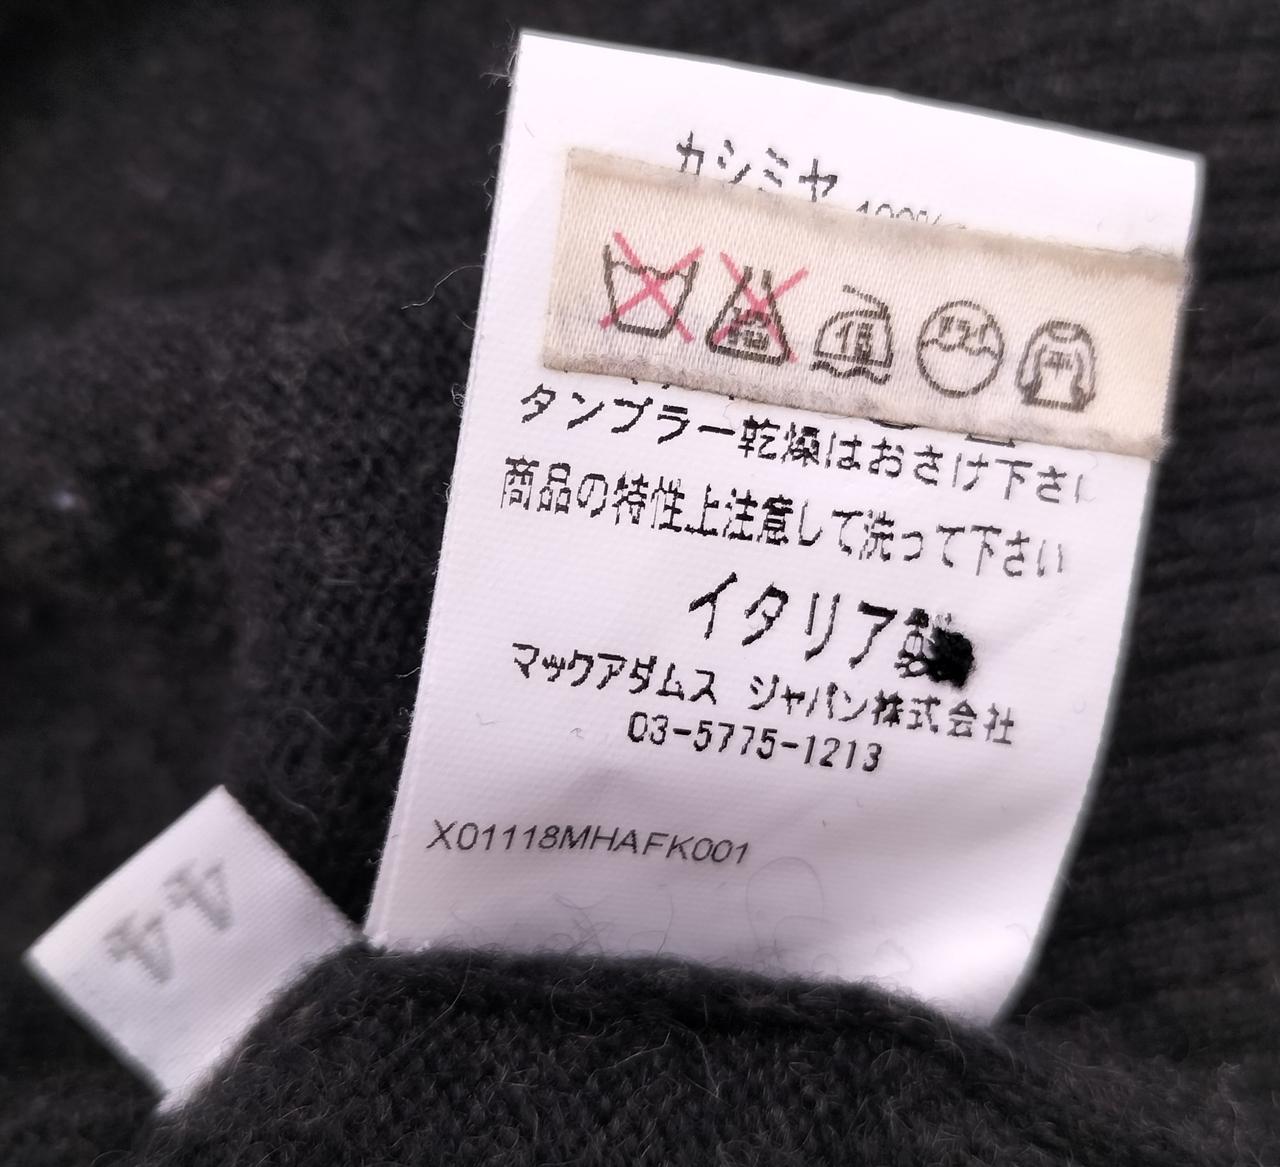 カシミヤ 100%
タンブラー乾燥はおさけ下さい
商品の特性上注意して洗って下さい
イタリア製
マックアダムス ジャパン株式会社
03-5775-1213
X01118MHAFK001
44